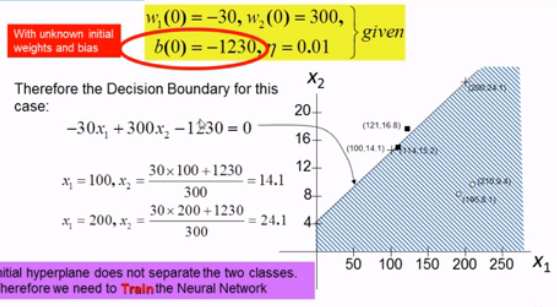 w₁(0) = −30, w₂(0) = 300,
b(0) = −1230, η = 0.01
given
With unknown initial
weights and bias
Therefore the Decision Boundary for this
case:
−30x₁ + 300x₂ − 1230 = 0
x₁ = 100, x₂ = (30×100 + 1230)/300 = 14.1
x₁ = 200, x₂ = (30×200 + 1230)/300 = 24.1
nitial hyperplane does not separate the two classes.
herefore we need to Train the Neural Network
x₂
20
16
12
8
4
50 100 150 200 250 x₁
(200,24.1)
(121,16.8)
(100,14.1)
(114,15.2)
(210,9.4)
(195,8.1)